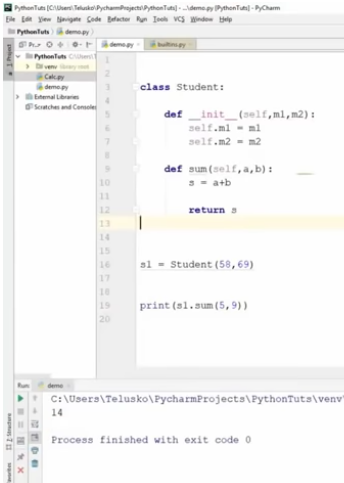 PythonTuts [C:\Users\Telusko\PycharmProjects\PythonTuts] - ...\demo.py [PythonTuts] - PyCharm
File Edit View Navigate Code Refactor Run Tools VCS Window Help
PythonTuts demo.py
Pr..
demo.py builtins.py
1: Project
PythonTuts C:\Users\T
venv library root
Calc.py
demo.py
External Libraries
Scratches and Consoles
1
2
3 class Student:
4
5 def __init__(self,m1,m2):
6 self.m1 = m1
7 self.m2 = m2
8
9 def sum(self,a,b):
10 s = a+b
11
12 return s
13
14
15
16 s1 = Student(58,69)
17
18
19 print(s1.sum(5,9))
20
Run: demo
C:\Users\Telusko\PycharmProjects\PythonTuts\venv\
14
Process finished with exit code 0
7: Structure